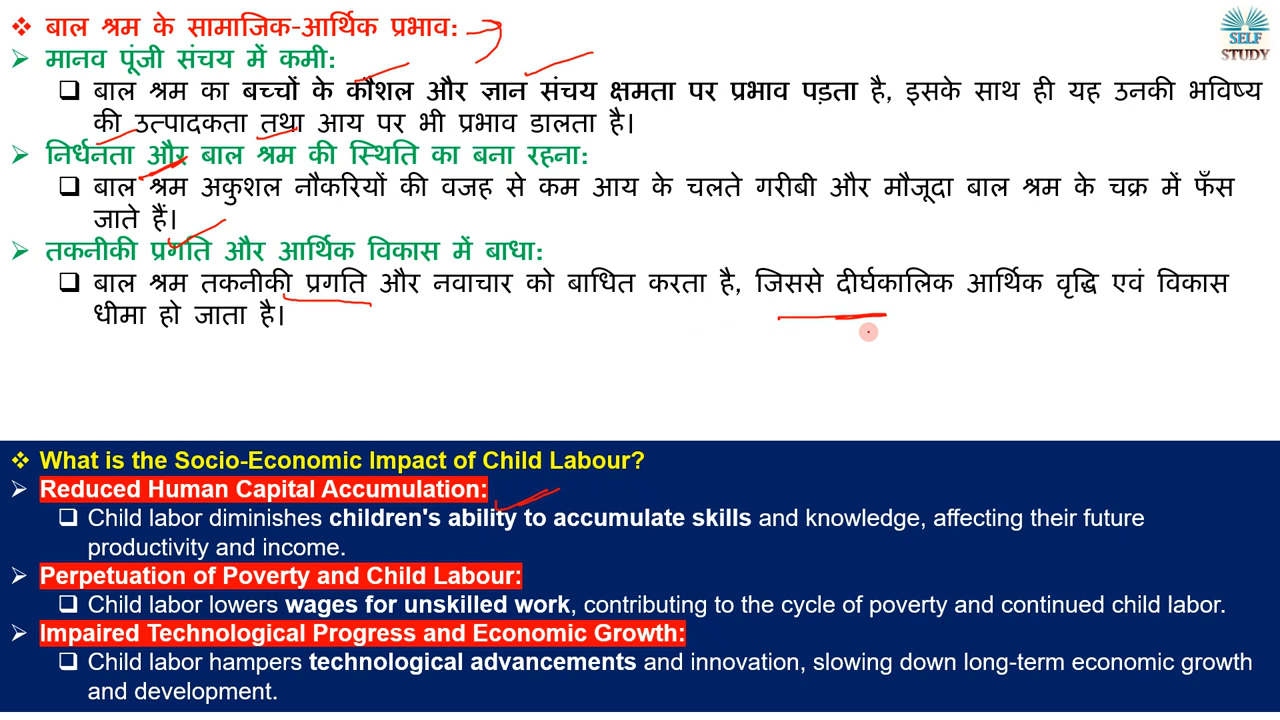 ❖ बाल श्रम के सामाजिक-आर्थिक प्रभाव:
SELF
STUDY
➢ मानव पूंजी संचय में कमी:
❑ बाल श्रम का बच्चों के कौशल और ज्ञान संचय क्षमता पर प्रभाव पड़ता है, इसके साथ ही यह उनकी भविष्य
की उत्पादकता तथा आय पर भी प्रभाव डालता है।
➢ निर्धनता और बाल श्रम की स्थिति का बना रहना:
❑ बाल श्रम अकुशल नौकरियों की वजह से कम आय के चलते गरीबी और मौजूदा बाल श्रम के चक्र में फँस
जाते हैं।
➢ तकनीकी प्रगति और आर्थिक विकास में बाधा:
❑ बाल श्रम तकनीकी प्रगति और नवाचार को बाधित करता है, जिससे दीर्घकालिक आर्थिक वृद्धि एवं विकास
धीमा हो जाता है।
❖ What is the Socio-Economic Impact of Child Labour?
➢ Reduced Human Capital Accumulation:
❑ Child labor diminishes children's ability to accumulate skills and knowledge, affecting their future
productivity and income.
➢ Perpetuation of Poverty and Child Labour:
❑ Child labor lowers wages for unskilled work, contributing to the cycle of poverty and continued child labor.
➢ Impaired Technological Progress and Economic Growth:
❑ Child labor hampers technological advancements and innovation, slowing down long-term economic growth
and development.